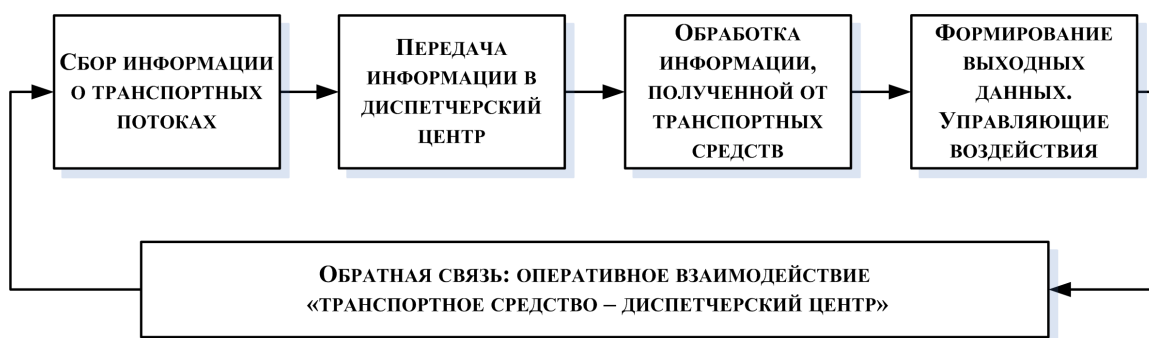 Сбор информации
о транспортных
потоках
Передача
информации в
диспетчерский
центр
Обработка
информации,
полученной от
транспортных
средств
Формирование
выходных
данных.
Управляющие
воздействия
Обратная связь: оперативное взаимодействие
«транспортное средство – диспетчерский центр»